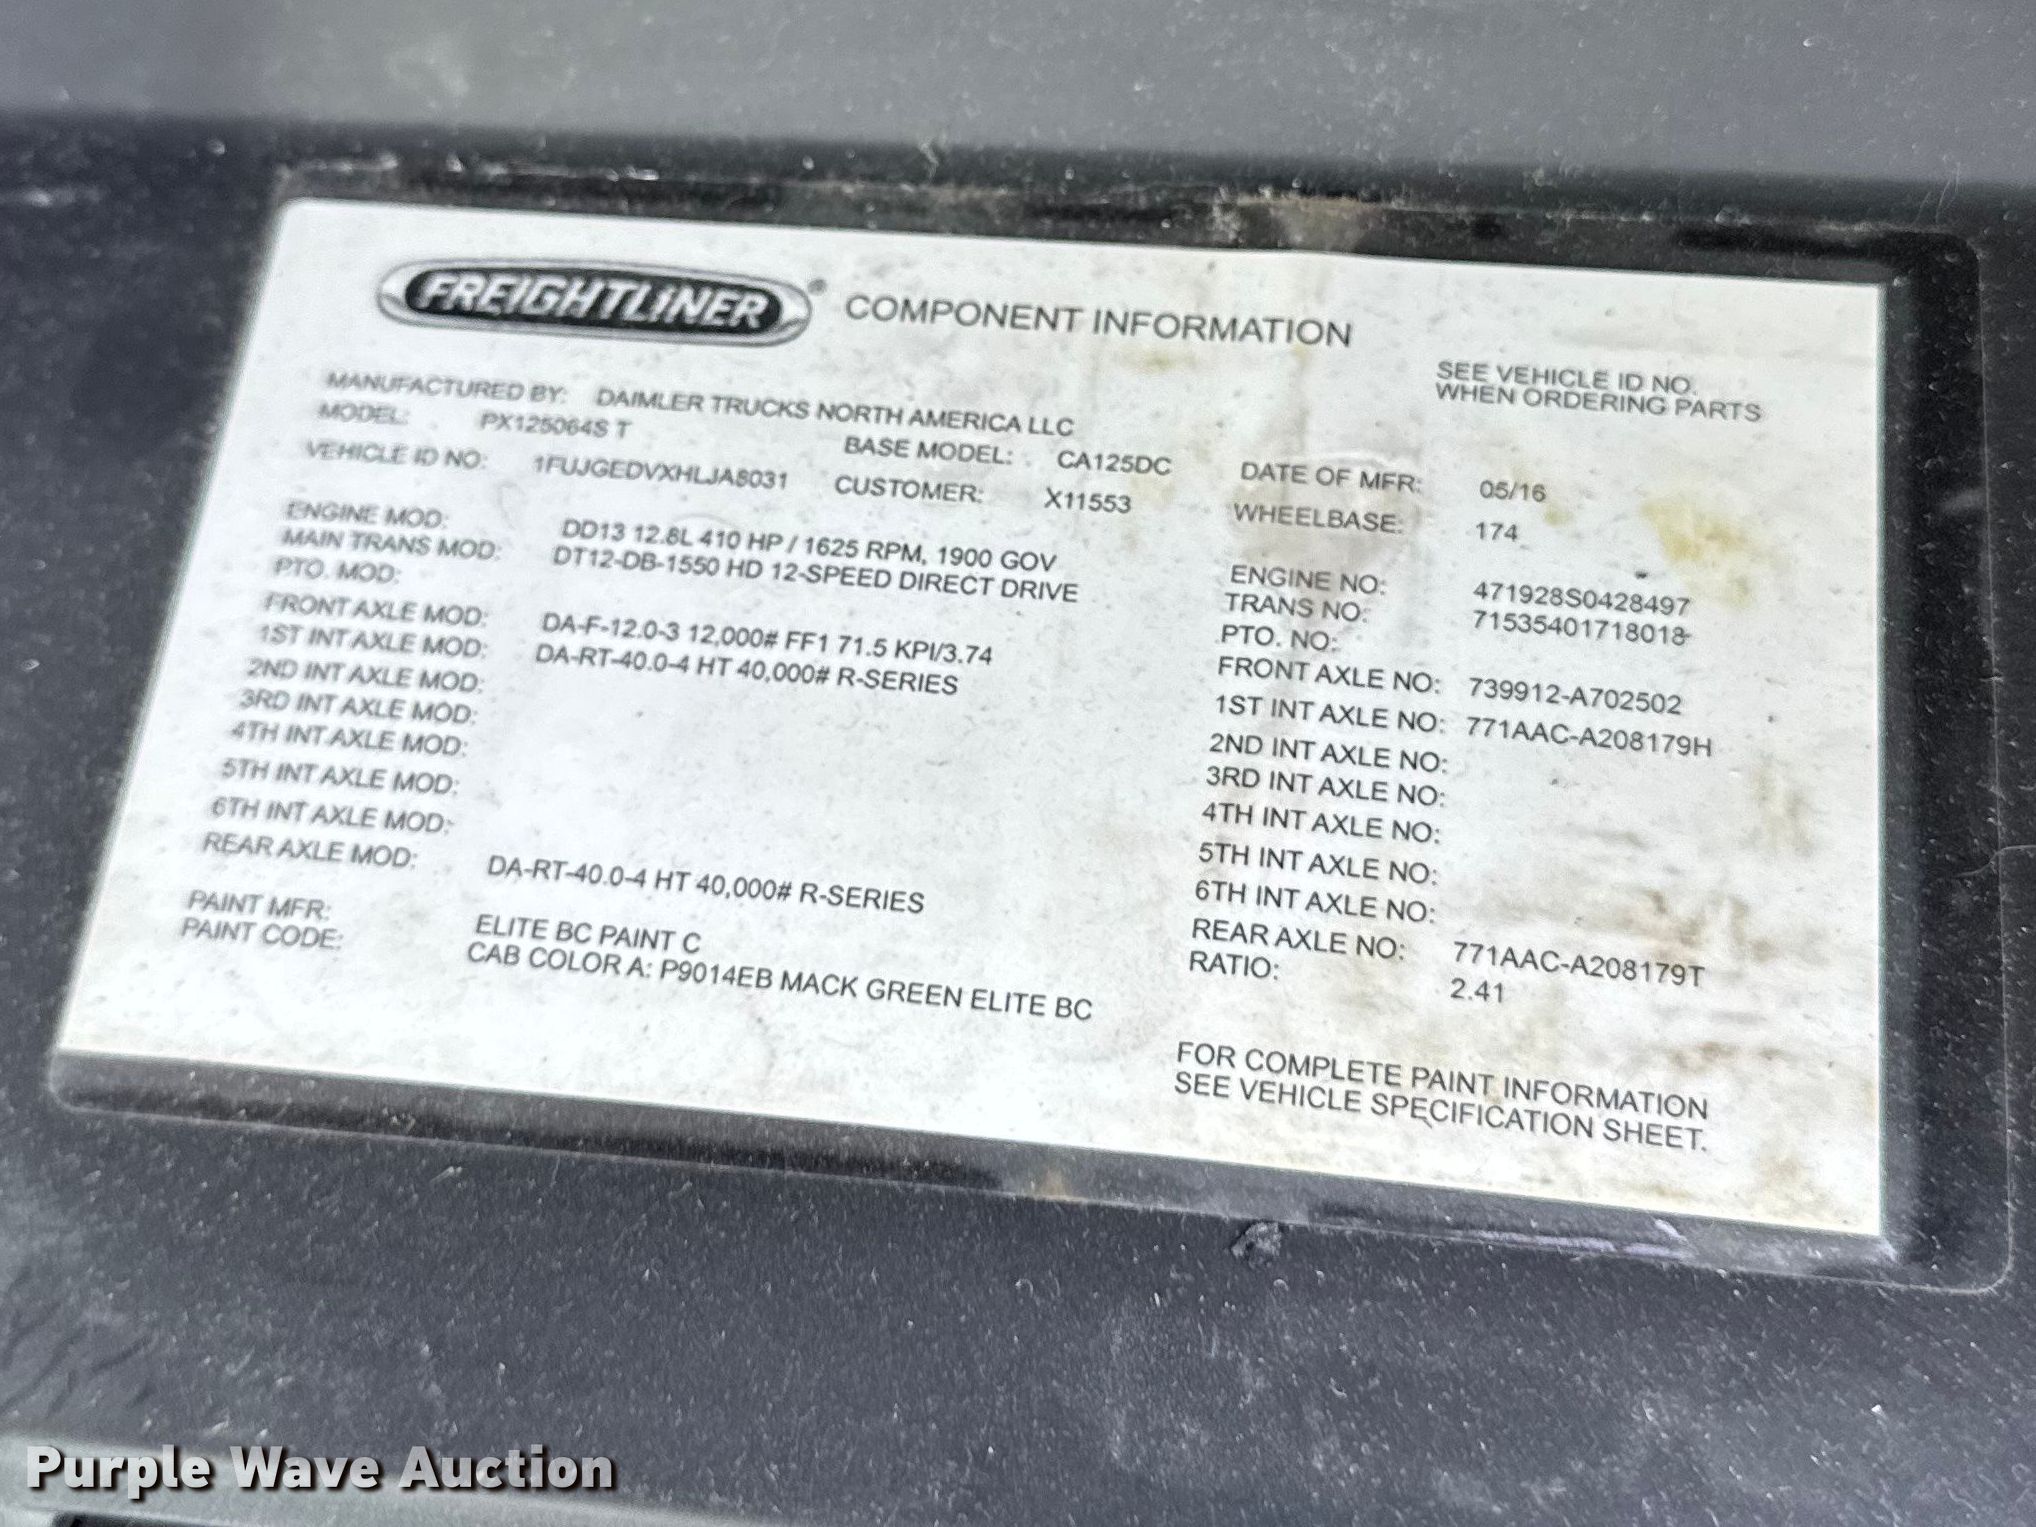 FREIGHTLINER® COMPONENT INFORMATION
SEE VEHICLE ID NO.
WHEN ORDERING PARTS
MANUFACTURED BY: DAIMLER TRUCKS NORTH AMERICA LLC
MODEL: PX125064S T BASE MODEL: CA125DC DATE OF MFR: 05/16
VEHICLE ID NO: 1FUJGEDVXHLJA8031 CUSTOMER: X11553 WHEELBASE: 174
ENGINE MOD: DD13 12.8L 410 HP / 1625 RPM, 1900 GOV ENGINE NO: 471928S0428497
MAIN TRANS MOD: DT12-DB-1550 HD 12-SPEED DIRECT DRIVE TRANS NO: 71535401718018
PTO. MOD: PTO. NO:
FRONT AXLE MOD: DA-F-12.0-3 12,000# FF1 71.5 KPI/3.74 FRONT AXLE NO: 739912-A702502
1ST INT AXLE MOD: DA-RT-40.0-4 HT 40,000# R-SERIES 1ST INT AXLE NO: 771AAC-A208179H
2ND INT AXLE MOD: 2ND INT AXLE NO:
3RD INT AXLE MOD: 3RD INT AXLE NO:
4TH INT AXLE MOD: 4TH INT AXLE NO:
5TH INT AXLE MOD: 5TH INT AXLE NO:
6TH INT AXLE MOD: 6TH INT AXLE NO:
REAR AXLE MOD: DA-RT-40.0-4 HT 40,000# R-SERIES REAR AXLE NO: 771AAC-A208179T
RATIO: 2.41
PAINT MFR: ELITE BC PAINT C
PAINT CODE: CAB COLOR A: P9014EB MACK GREEN ELITE BC
FOR COMPLETE PAINT INFORMATION
SEE VEHICLE SPECIFICATION SHEET.
Purple Wave Auction